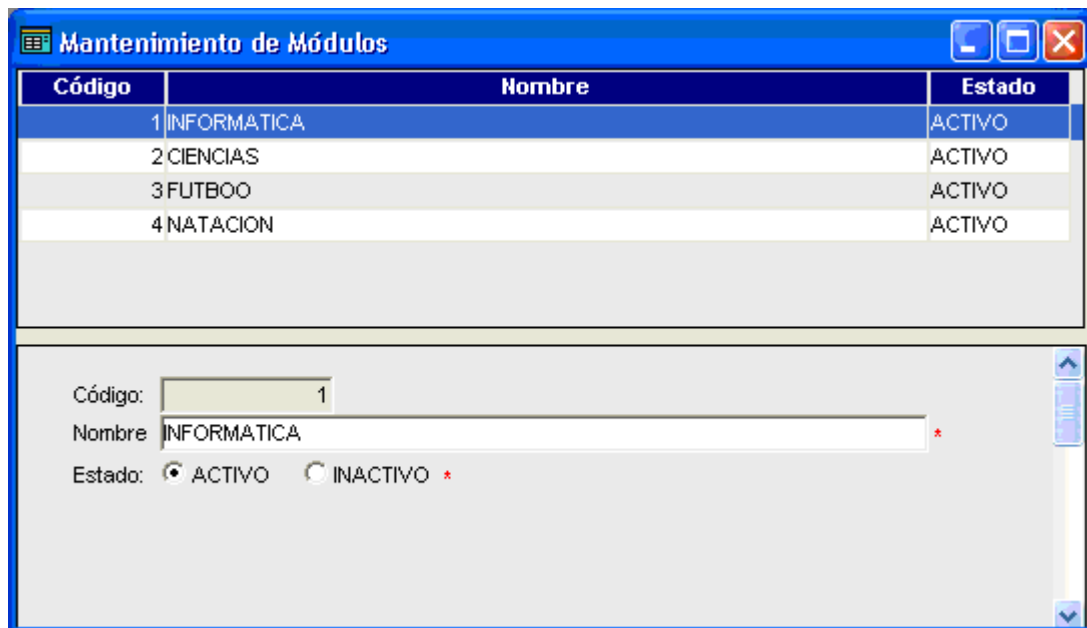 Mantenimiento de Módulos
Código Nombre Estado
1 INFORMATICA ACTIVO
2 CIENCIAS ACTIVO
3 FUTBOO ACTIVO
4 NATACION ACTIVO
Código: 1
Nombre INFORMATICA *
Estado: ACTIVO INACTIVO *